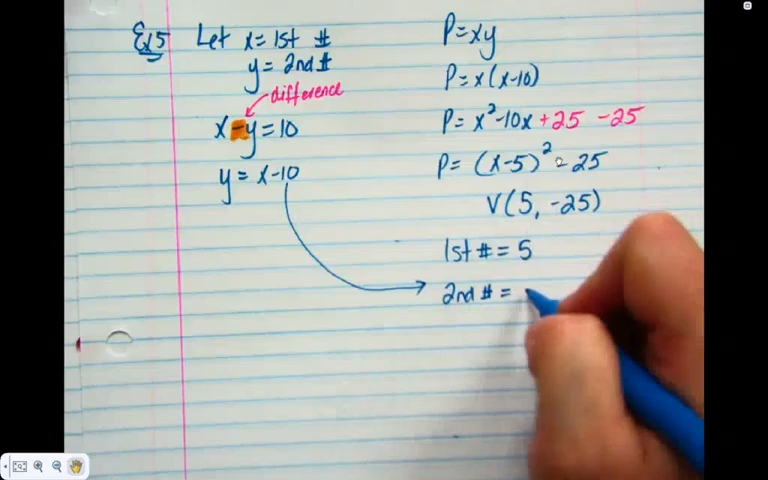 Ex5 Let x = 1st #
y = 2nd #
difference
x - y = 10
y = x - 10
P = xy
P = x(x-10)
P = x² - 10x + 25 - 25
P = (x-5)² - 25
V(5, -25)
1st # = 5
2nd # =